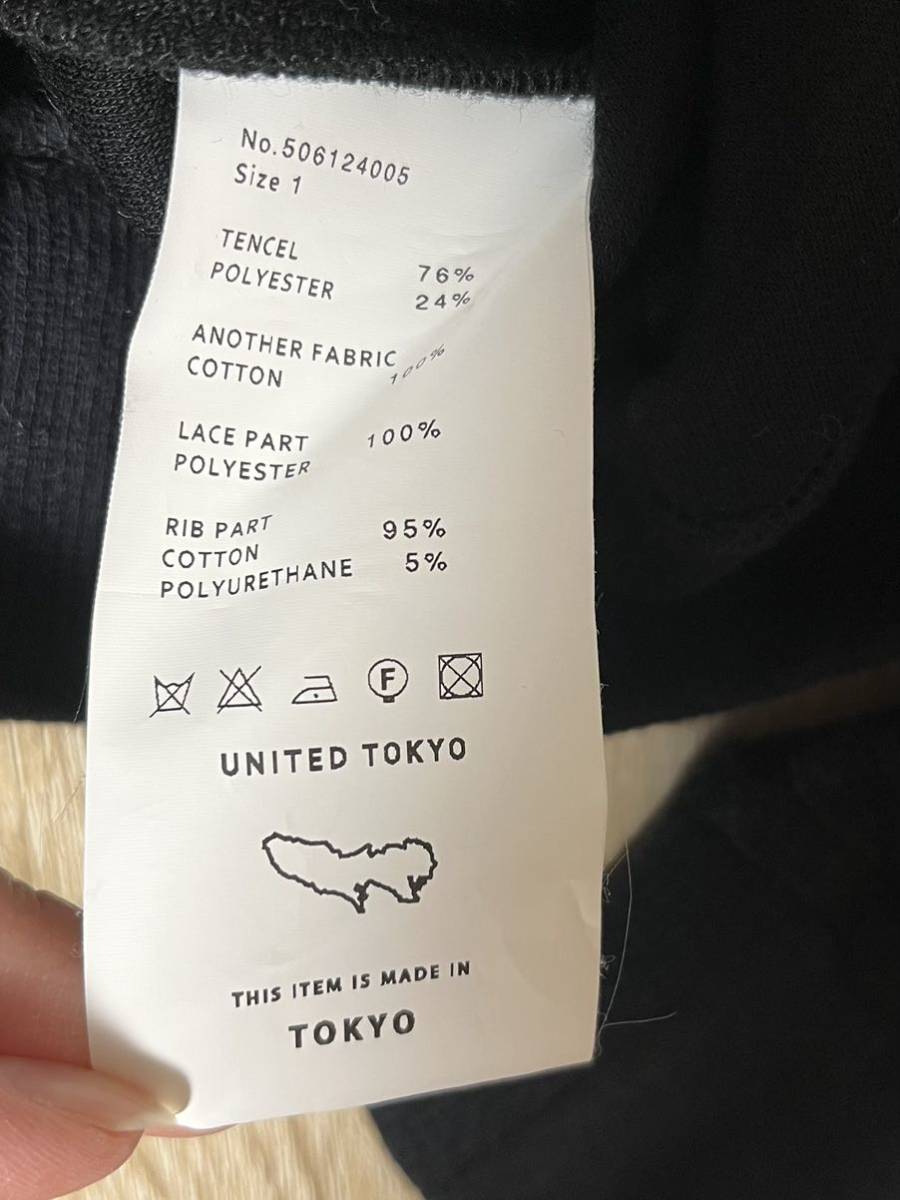 No.506124005
Size 1
TENCEL 76%
POLYESTER 24%
ANOTHER FABRIC
COTTON 100%
LACE PART
POLYESTER 100%
RIB PART
COTTON 95%
POLYURETHANE 5%
F
UNITED TOKYO
THIS ITEM IS MADE IN
TOKYO